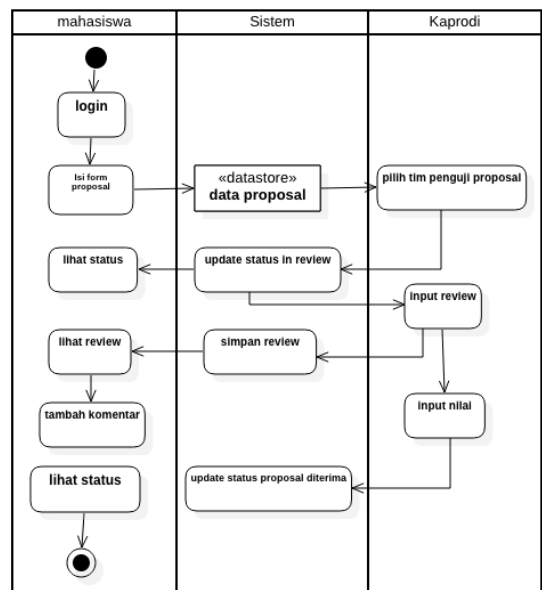 mahasiswa
Sistem
Kaprodi
login
Isi form
proposal
«datastore»
data proposal
pilih tim penguji proposal
lihat status
update status in review
input review
lihat review
simpan review
tambah komentar
input nilai
lihat status
update status proposal diterima